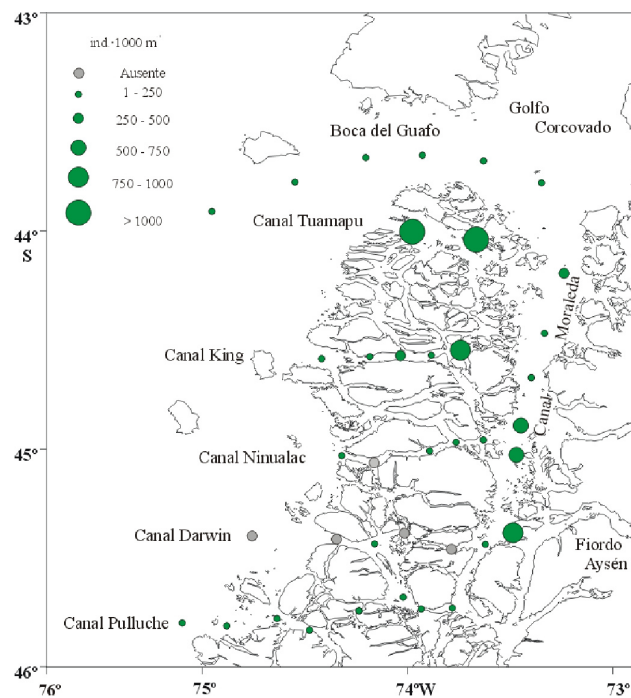 43°
ind ·1000 m
Ausente
1 - 250
250 - 500
500 - 750
750 - 1000
> 1000
Golfo
Corcovado
Boca del Guafo
Canal Tuamapu
44°
S
Moraleda
Canal King
Canal
Canal Ninualac
45°
Canal Darwin
Fiordo
Aysén
Canal Pulluche
46°
76° 75° 74°W 73°